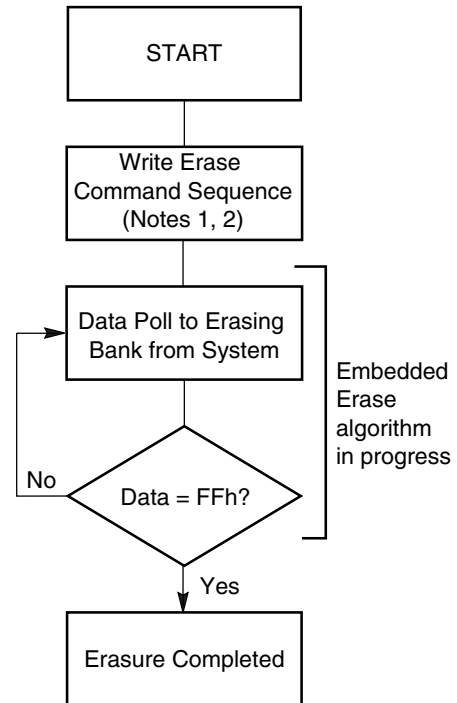 START
Write Erase
Command Sequence
(Notes 1, 2)
Data Poll to Erasing
Bank from System
Embedded
Erase
algorithm
in progress
No
Data = FFh?
Yes
Erasure Completed